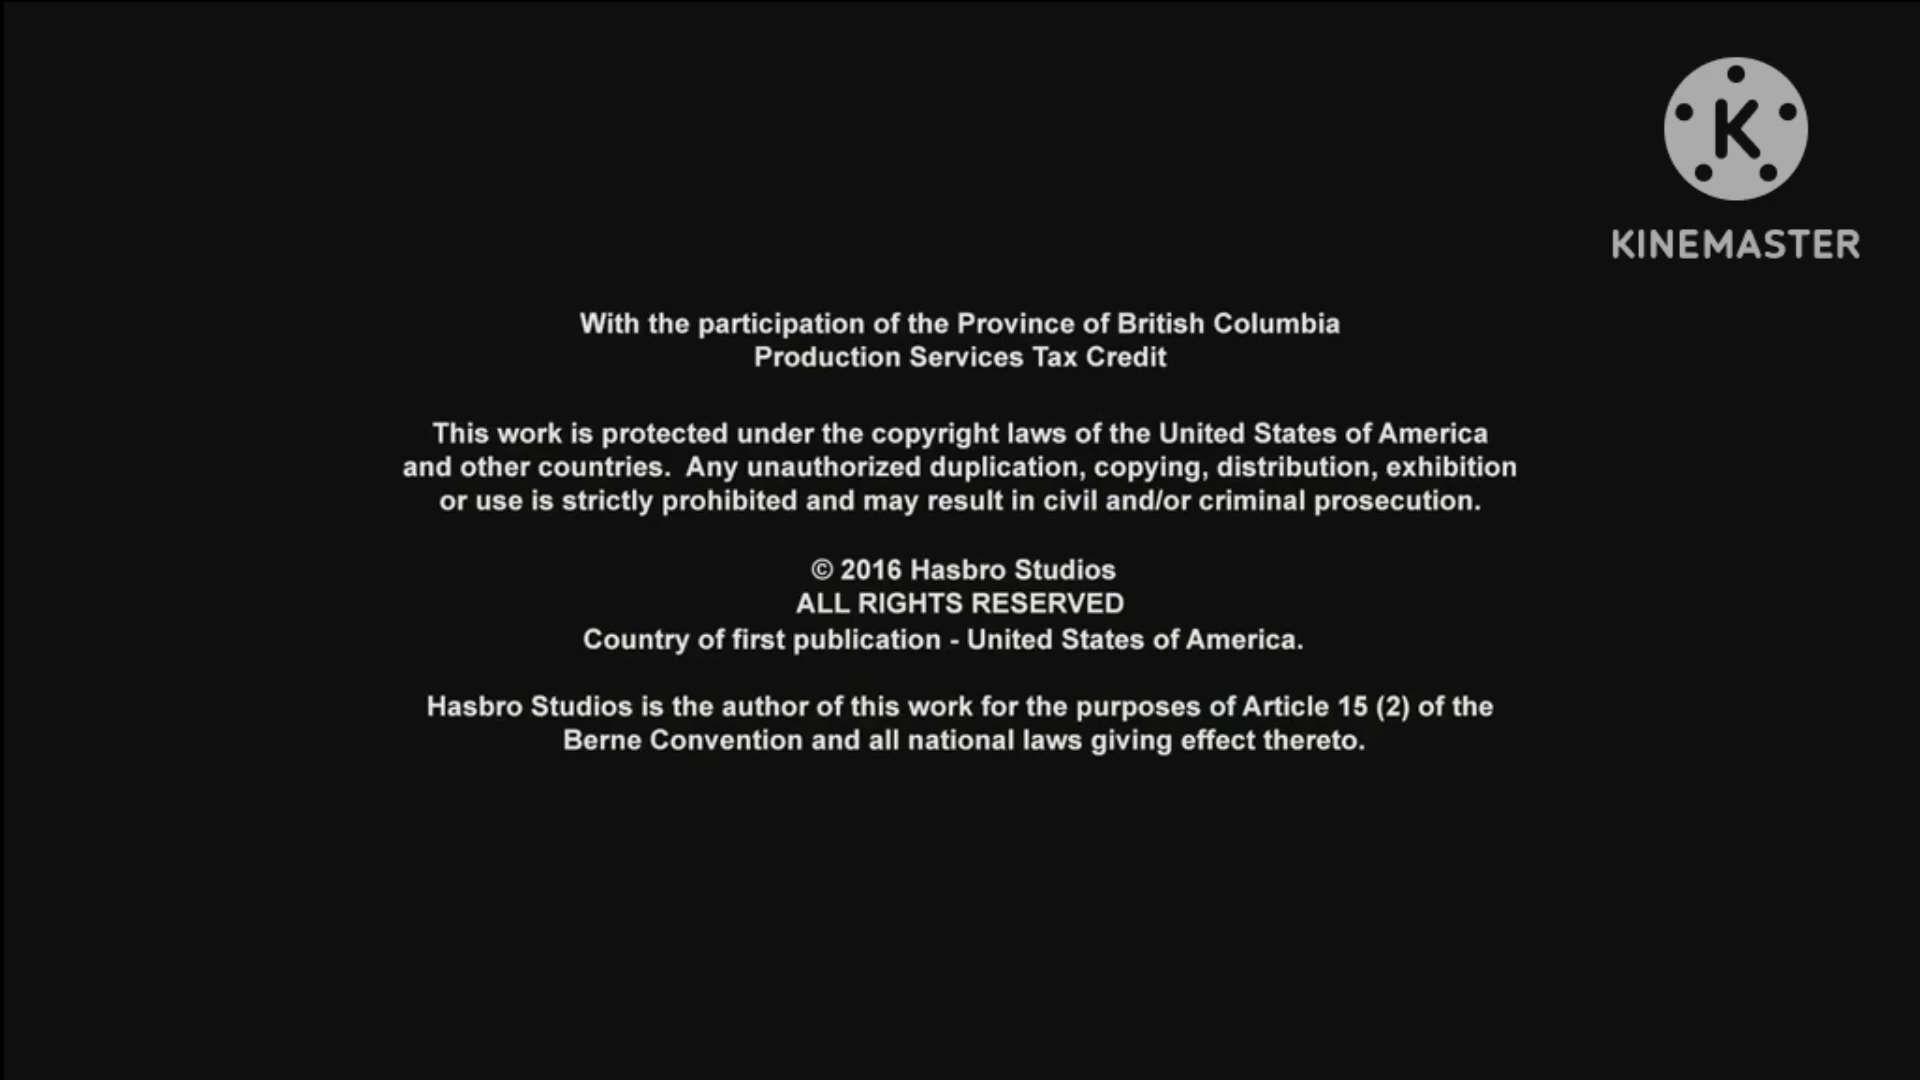 K
KINEMASTER
With the participation of the Province of British Columbia
Production Services Tax Credit
This work is protected under the copyright laws of the United States of America
and other countries.  Any unauthorized duplication, copying, distribution, exhibition
or use is strictly prohibited and may result in civil and/or criminal prosecution.
© 2016 Hasbro Studios
ALL RIGHTS RESERVED
Country of first publication - United States of America.
Hasbro Studios is the author of this work for the purposes of Article 15 (2) of the
Berne Convention and all national laws giving effect thereto.